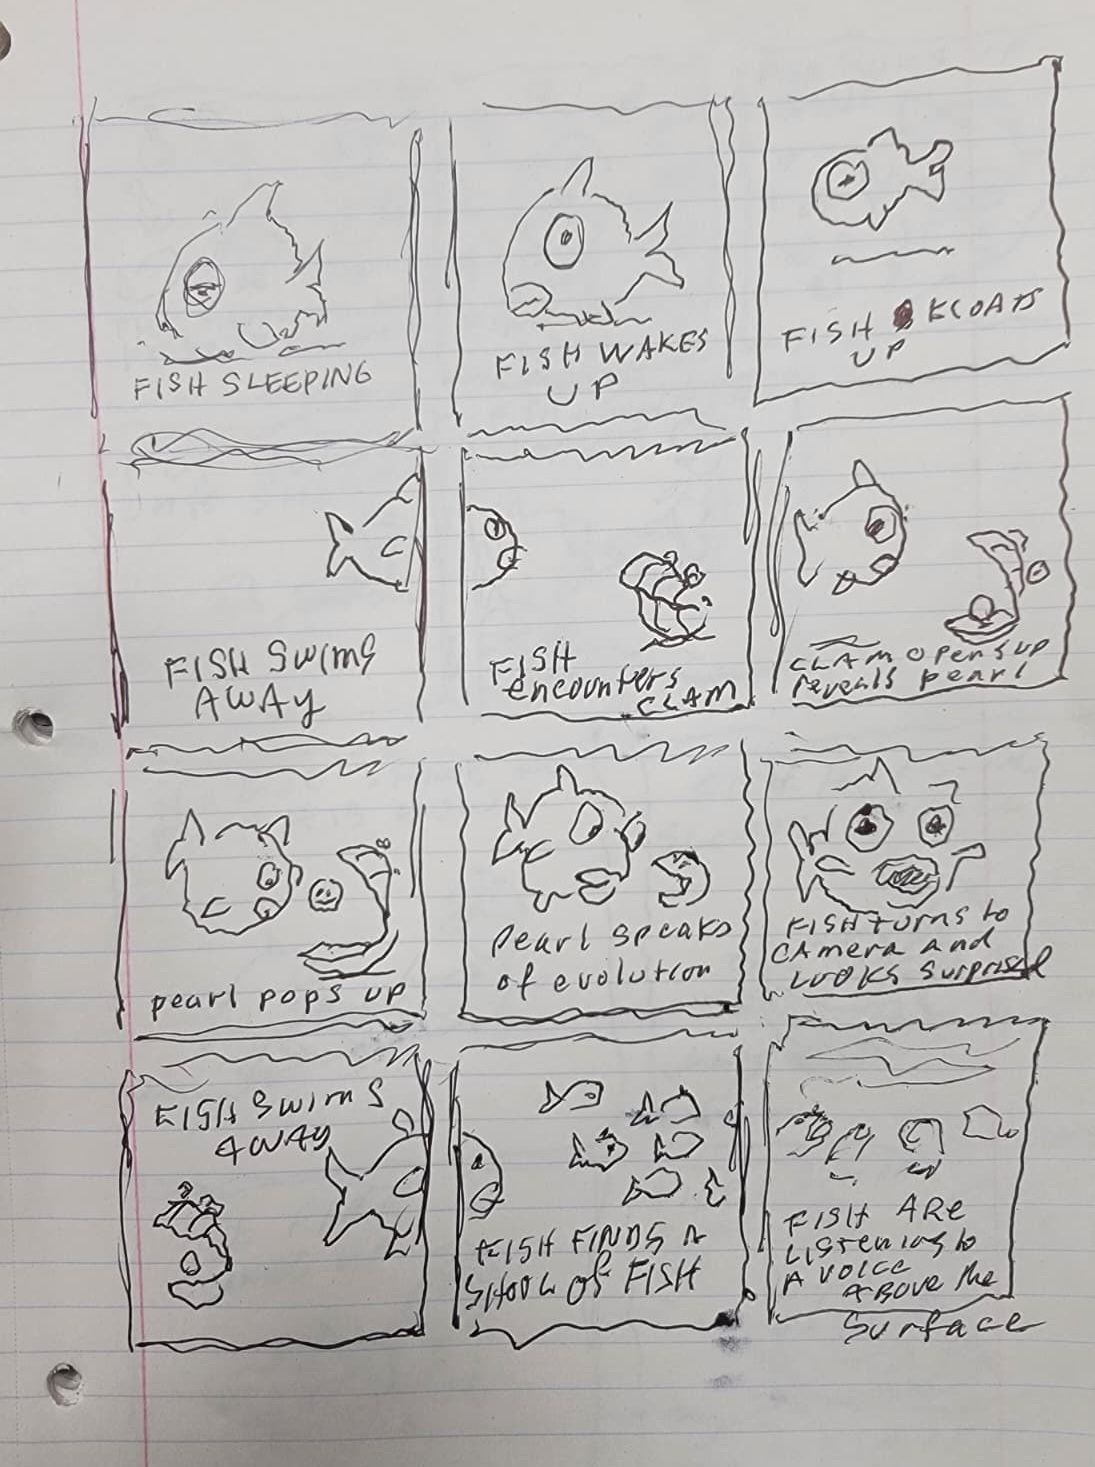 FISH SLEEPING
FISH WAKES
UP
FISH FLOATS
UP
FISH SWIMS
AWAY
FISH
encounters
CLAM
CLAM OPENS UP
reveals pearl
pearl pops up
pearl speaks
of evolution
FISH turns to
CAMERA and
LOOKS SURPRISED
FISH SWIMS
AWAY
FISH FINDS A
SHOOL OF FISH
FISH ARE
LISTENING to
A VOICE
ABOVE the
Surface